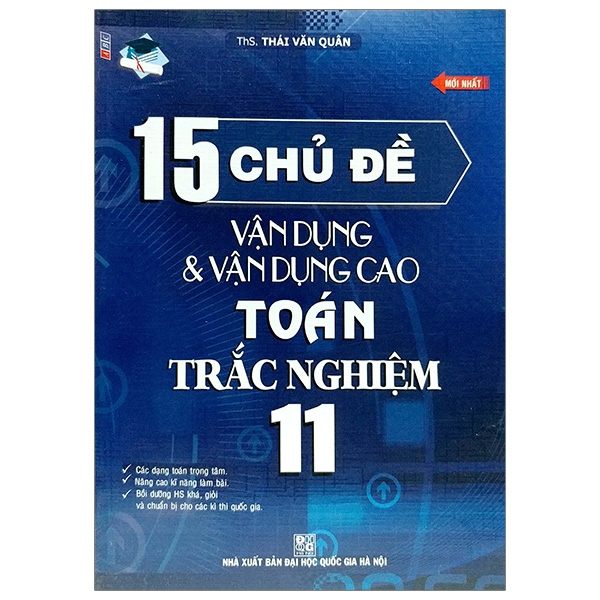 ABC
ThS. THÁI VĂN QUÂN
MỚI NHẤT
15 CHỦ ĐỀ
VẬN DỤNG
& VẬN DỤNG CAO
TOÁN
TRẮC NGHIỆM
11
Các dạng toán trọng tâm.
Nâng cao kĩ năng làm bài.
Bồi dưỡng HS khá, giỏi
và chuẩn bị cho các kì thi quốc gia.
NHÀ XUẤT BẢN ĐẠI HỌC QUỐC GIA HÀ NỘI